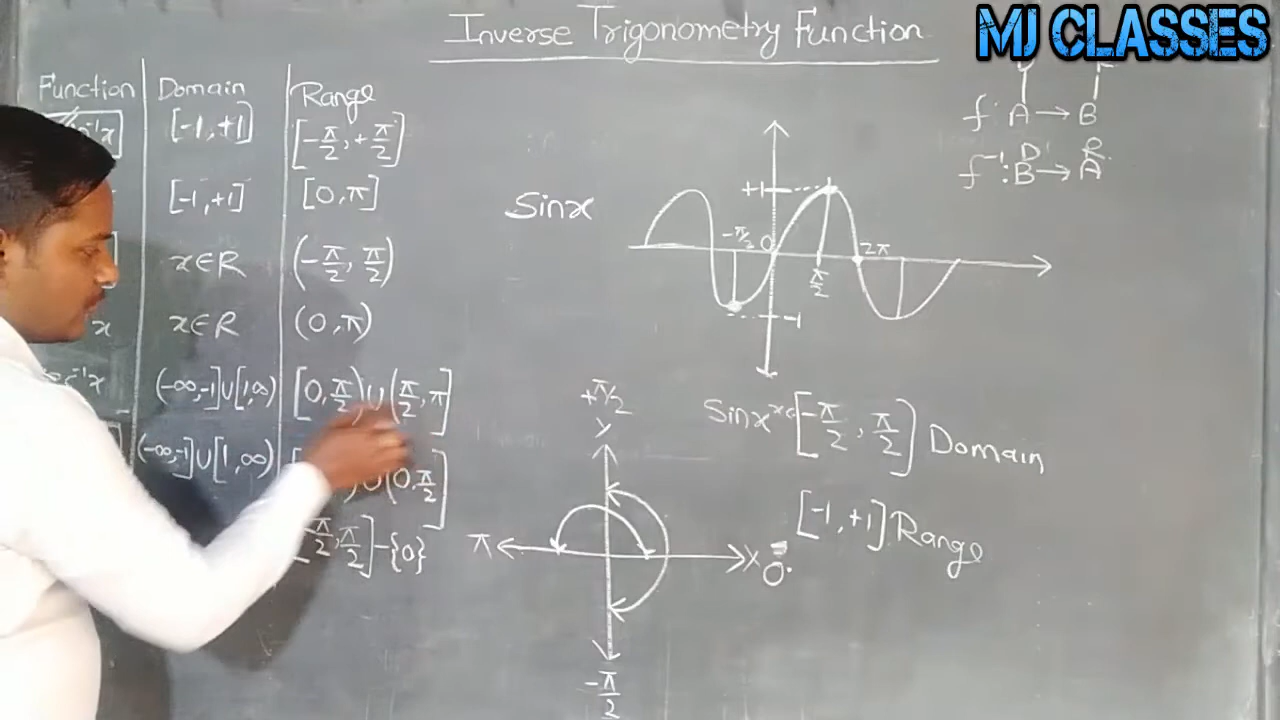 Inverse Trigonometry Function
MJ CLASSES
Function Domain Range
[-1,+1] [-π/2,+π/2]
[-1,+1] [0,π]
x∈R (-π/2, π/2)
x x∈R (0,π)
(-∞,-1]∪[1,∞) [0,π/2)∪(π/2,π]
(-∞,-1]∪[1,∞) ∪(0,π/2]
π/2,π/2]-{0}
f: A→B
D R
f⁻¹:B→A
Sinx
+1
-π/2 0 π/2 2π
-1
+π/2
Y
π X 0
-π/2
Sinx x∈ [-π/2, π/2] Domain
[-1,+1] Range